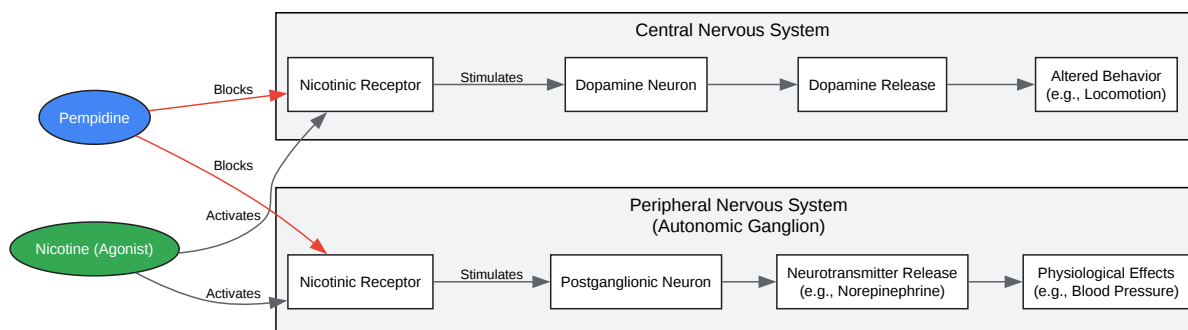 Central Nervous System
Nicotinic Receptor
Stimulates
Dopamine Neuron
Dopamine Release
Altered Behavior
(e.g., Locomotion)
Blocks
Pempidine
Blocks
Peripheral Nervous System
(Autonomic Ganglion)
Activates
Nicotine (Agonist)
Activates
Nicotinic Receptor
Stimulates
Postganglionic Neuron
Neurotransmitter Release
(e.g., Norepinephrine)
Physiological Effects
(e.g., Blood Pressure)